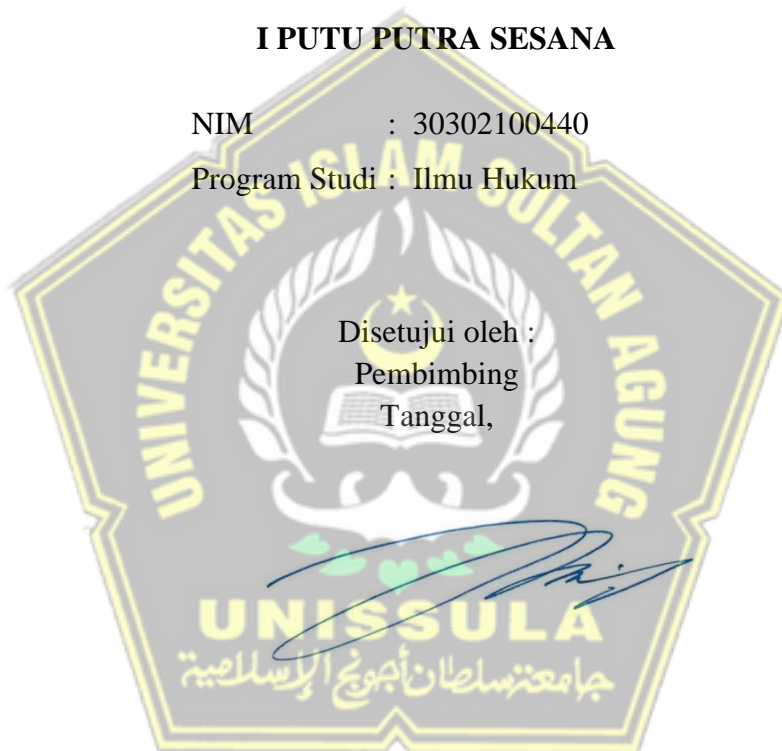 I PUTU PUTRA SESANA
NIM : 30302100440
Program Studi : Ilmu Hukum
UNIVERSITAS ISLAM SULTAN AGUNG
Disetujui oleh :
Pembimbing
Tanggal,
UNISSULA
جامعة سلطان أجونج الإسلامية